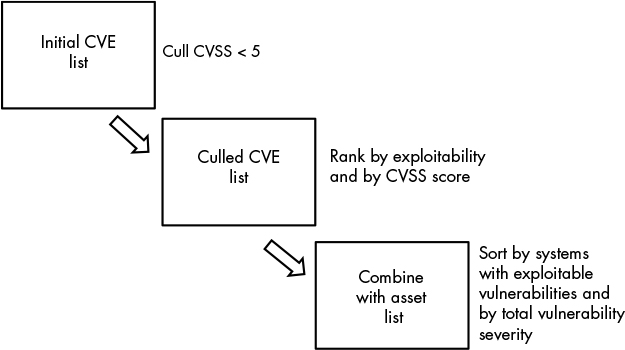 Initial CVE
list
Cull CVSS < 5
Culled CVE
list
Rank by exploitability
and by CVSS score
Combine
with asset
list
Sort by systems
with exploitable
vulnerabilities and
by total vulnerability
severity